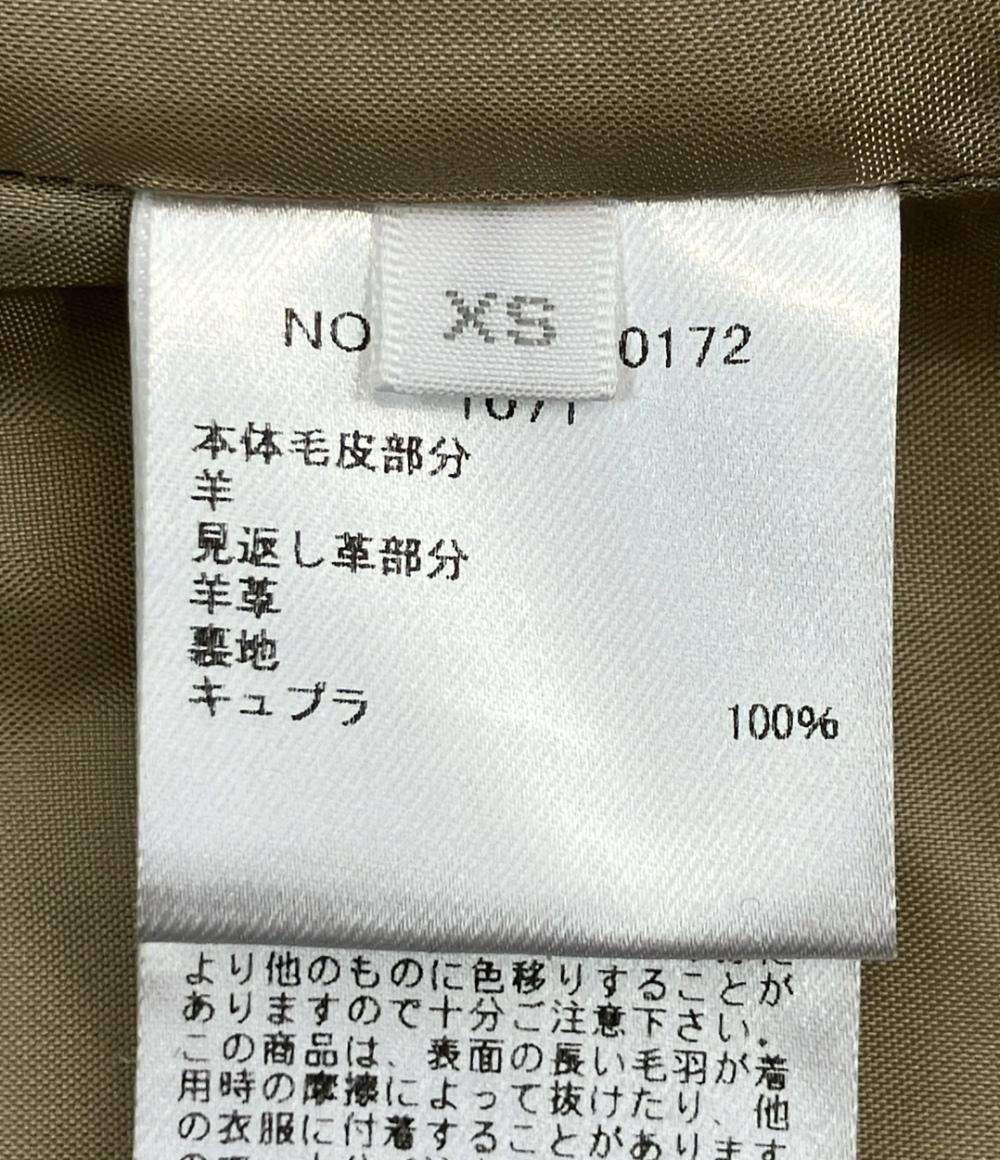 XS
NO 0172
本体毛皮部分
羊
見返し革部分
羊革
裏地
キュプラ 100%
より他のものに色移りすることが
ありますので十分ご注意下さい.
この商品は、表面の長い毛羽が着
用時の摩擦によって抜けたり、他
の衣服に付着することがあります